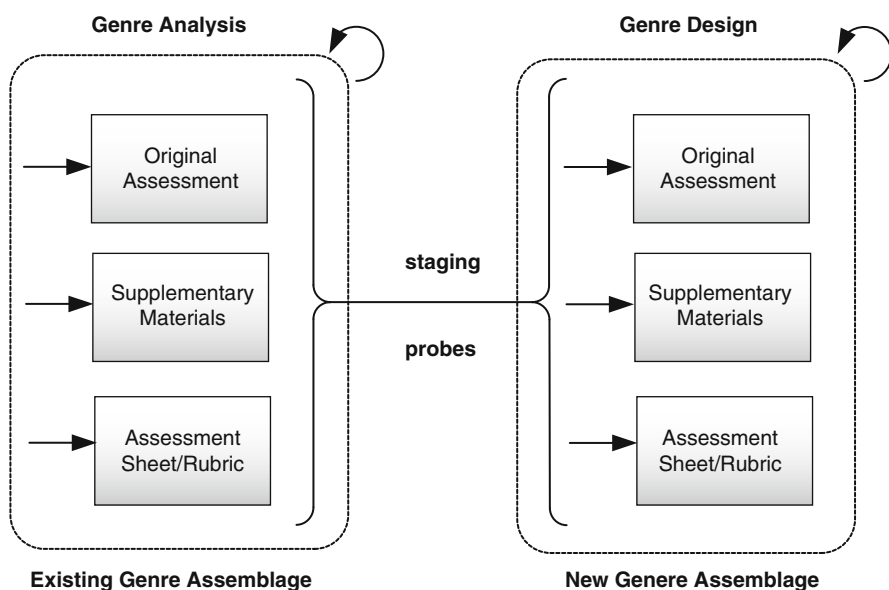 Genre Analysis
Original
Assessment
Supplementary
Materials
Assessment
Sheet/Rubric
Existing Genre Assemblage
staging
probes
Genre Design
Original
Assessment
Supplementary
Materials
Assessment
Sheet/Rubric
New Genere Assemblage